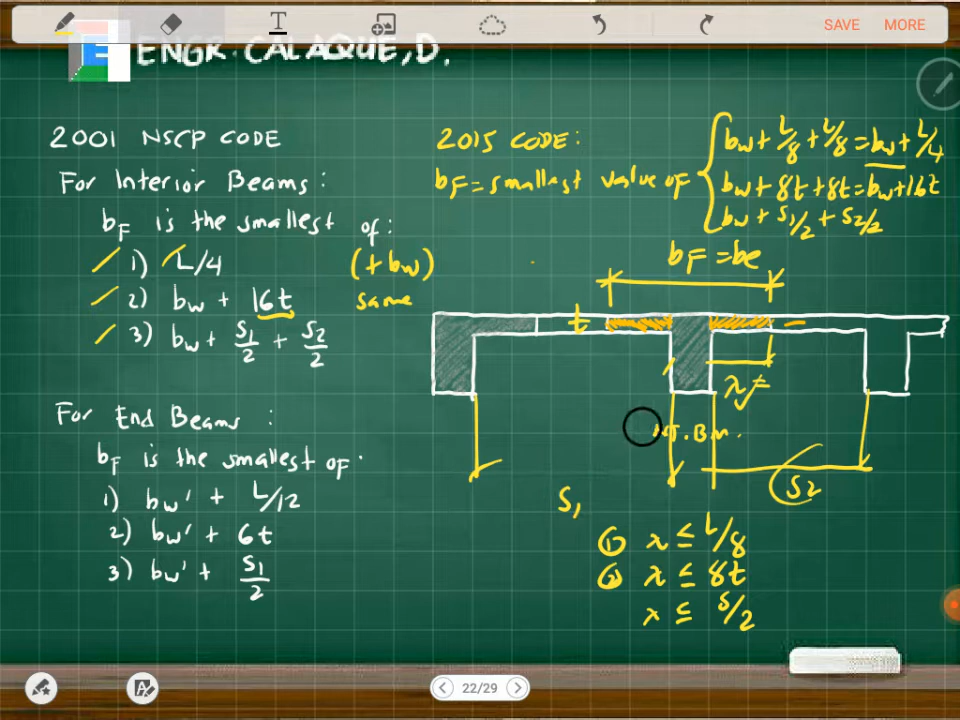 SAVE MORE
E ENGR. CALAQUE, D.
2001 NSCP CODE
For Interior Beams:
bF is the smallest of:
1) L/4 (+bw)
2) bw + 16t same
3) bw + S1/2 + S2/2
For End Beams:
bF is the smallest of:
1) bw' + L/12
2) bw' + 6t
3) bw' + S1/2
2015 CODE:
bF = smallest value of
bw + L/8 + L/8 = bw + L/4
bw + 8t + 8t = bw + 16t
bw + S1/2 + S2/2
bF = be
t
x
INT. Bm.
S1
S2
① x ≤ L/8
② x ≤ 8t
x ≤ S/2
22/29